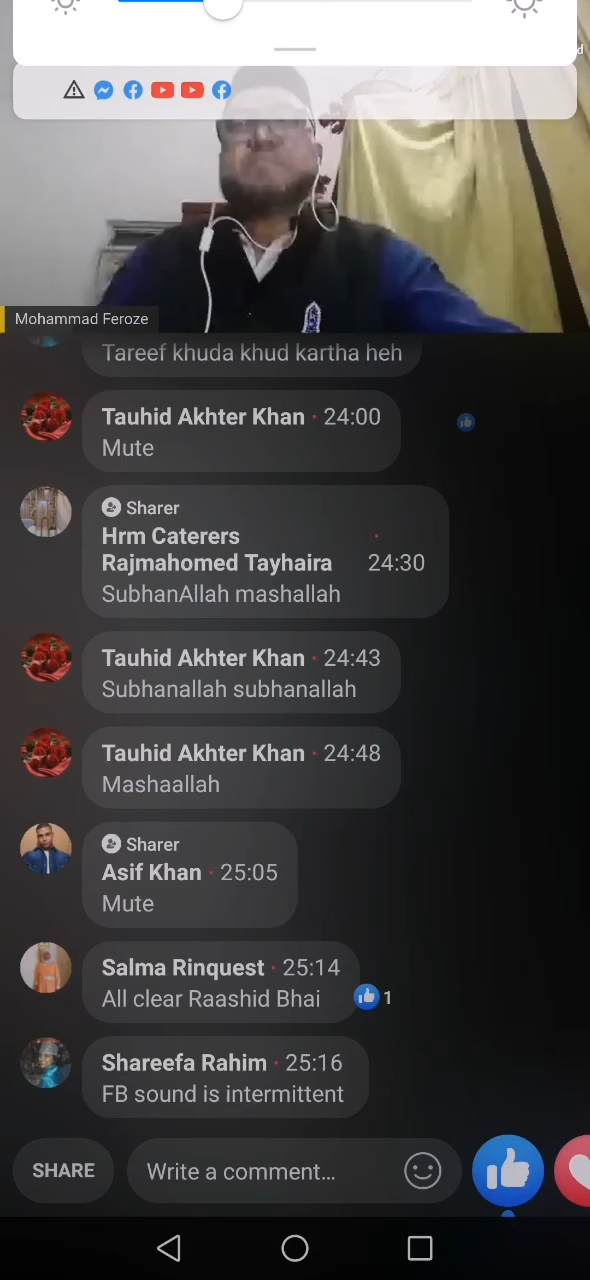 d
Mohammad Feroze
Tareef khuda khud kartha heh
Tauhid Akhter Khan · 24:00
Mute
Sharer
Hrm Caterers ·
Rajmahomed Tayhaira 24:30
SubhanAllah mashallah
Tauhid Akhter Khan · 24:43
Subhanallah subhanallah
Tauhid Akhter Khan · 24:48
Mashaallah
Sharer
Asif Khan · 25:05
Mute
Salma Rinquest · 25:14
All clear Raashid Bhai
1
Shareefa Rahim · 25:16
FB sound is intermittent
SHARE
Write a comment...